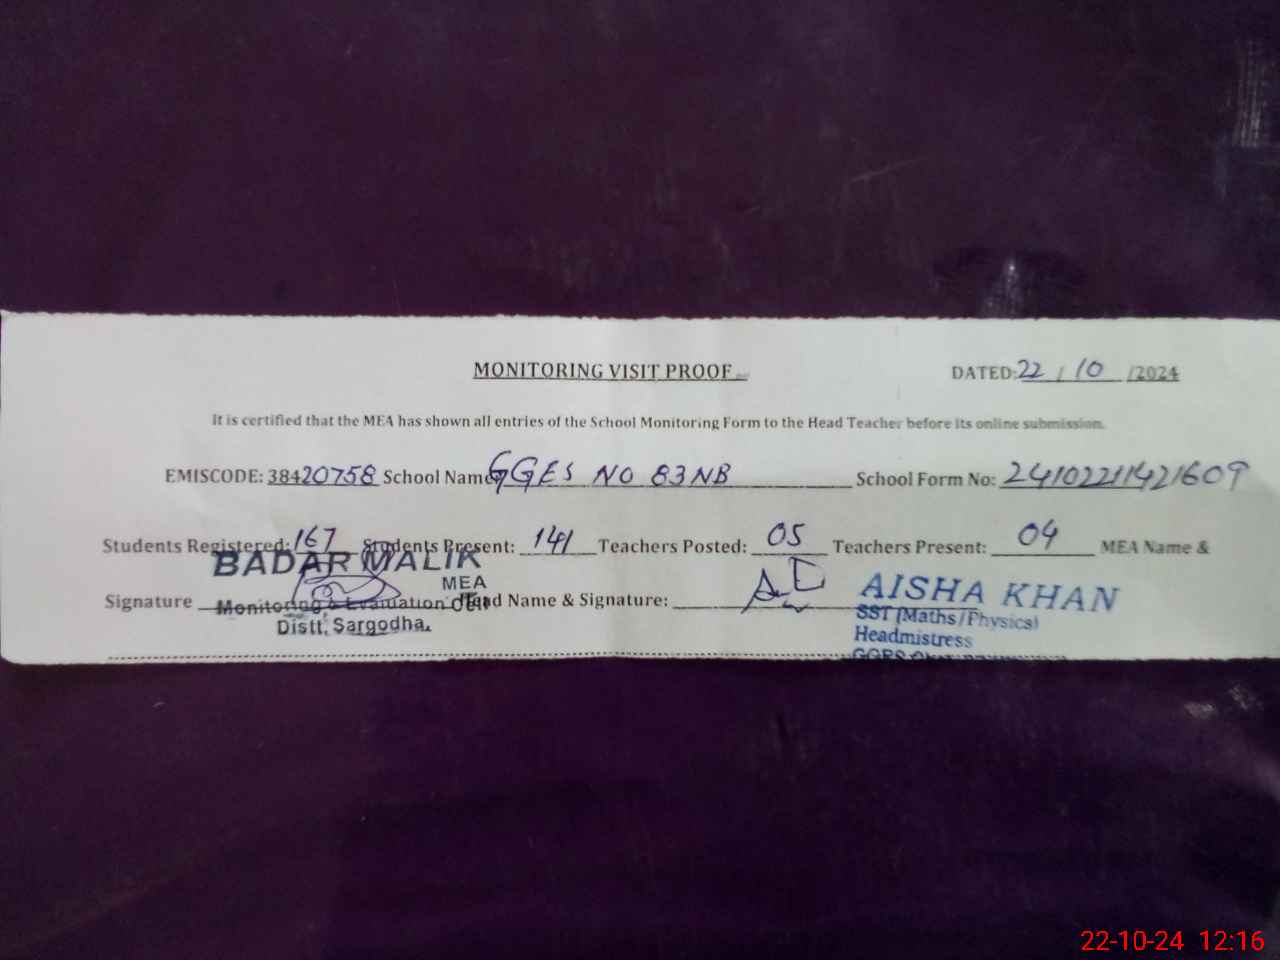 MONITORING VISIT PROOF
DATED: 22 / 10 /2024
It is certified that the MEA has shown all entries of the School Monitoring Form to the Head Teacher before its online submission.
EMISCODE: 38420758 School Name GGES NO 83NB School Form No: 24102211421609
Students Registered: 167 Students Present: 141 Teachers Posted: 05 Teachers Present: 04 MEA Name &
BADAR MALIK
MEA
Signature Head Name & Signature:
Monitoring & Evaluation Cell
Distt. Sargodha.
AISHA KHAN
SST (Maths/Physics)
Headmistress
22-10-24 12:16